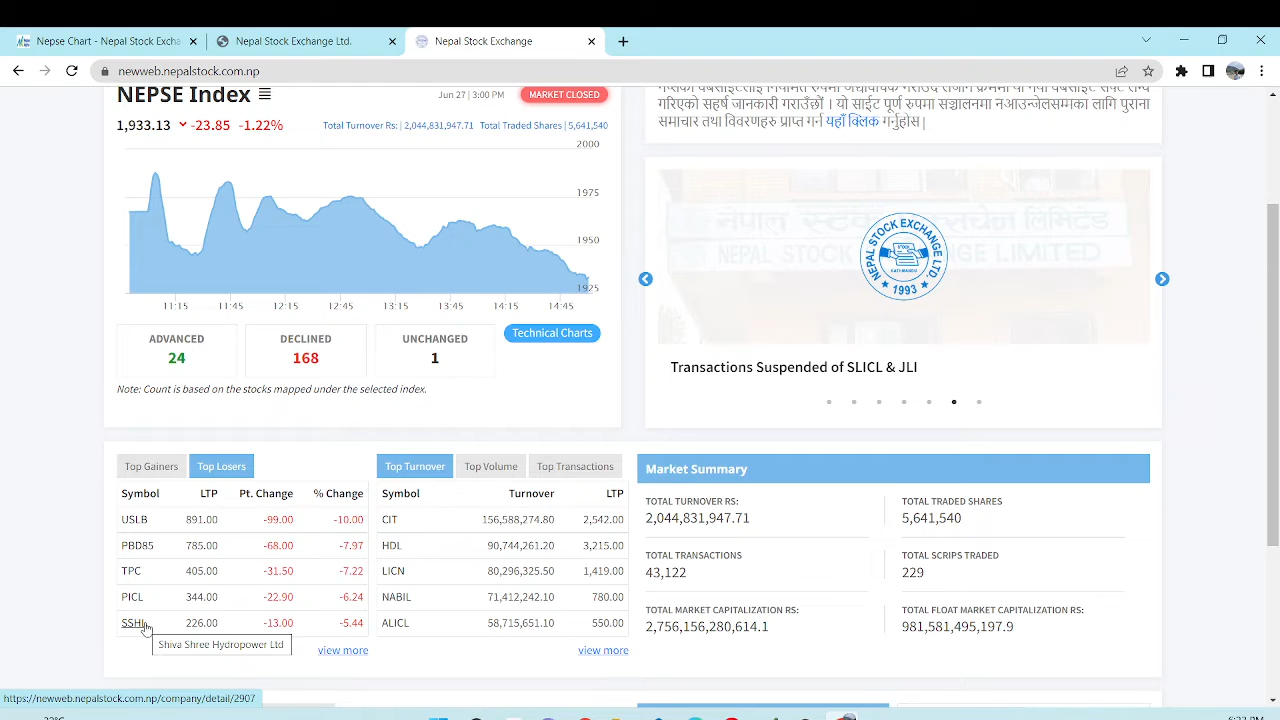 Nepse Chart - Nepal Stock Excha
Nepal Stock Exchange Ltd.
Nepal Stock Exchange
newweb.nepalstock.com.np
NEPSE Index
Jun 27 | 3:00 PM
MARKET CLOSED
1,933.13 -23.85 -1.22%
Total Turnover Rs: | 2,044,831,947.71 Total Traded Shares | 5,641,540
2000
1975
1950
1925
11:15 11:45 12:15 12:45 13:15 13:45 14:15 14:45
ADVANCED
24
DECLINED
168
UNCHANGED
1
Technical Charts
Note: Count is based on the stocks mapped under the selected index.
गरिएको सहर्ष जानकारी गराउँछौं । यो साईट पूर्ण रुपमा सञ्चालनमा नआउन्जेलसम्मका लागि पुराना
समाचार तथा विवरणहरु प्राप्त गर्न यहाँ क्लिक गर्नुहोस |
नेपाल स्टक एक्सचेन्ज लिमिटेड
NEPAL STOCK EXCHANGE LIMITED
NEPAL STOCK EXCHANGE LTD.
KATHMANDU
1993
Transactions Suspended of SLICL & JLI
Top Gainers Top Losers
Symbol LTP Pt. Change % Change
USLB 891.00 -99.00 -10.00
PBD85 785.00 -68.00 -7.97
TPC 405.00 -31.50 -7.22
PICL 344.00 -22.90 -6.24
SSHL 226.00 -13.00 -5.44
Shiva Shree Hydropower Ltd
view more
Top Turnover Top Volume Top Transactions
Symbol Turnover LTP
CIT 156,588,274.80 2,542.00
HDL 90,744,261.20 3,215.00
LICN 80,296,325.50 1,419.00
NABIL 71,412,242.10 780.00
ALICL 58,715,651.10 550.00
view more
Market Summary
TOTAL TURNOVER RS:
2,044,831,947.71
TOTAL TRADED SHARES
5,641,540
TOTAL TRANSACTIONS
43,122
TOTAL SCRIPS TRADED
229
TOTAL MARKET CAPITALIZATION RS:
2,756,156,280,614.1
TOTAL FLOAT MARKET CAPITALIZATION RS:
981,581,495,197.9
https://newweb.nepalstock.com.np/company/detail/2907